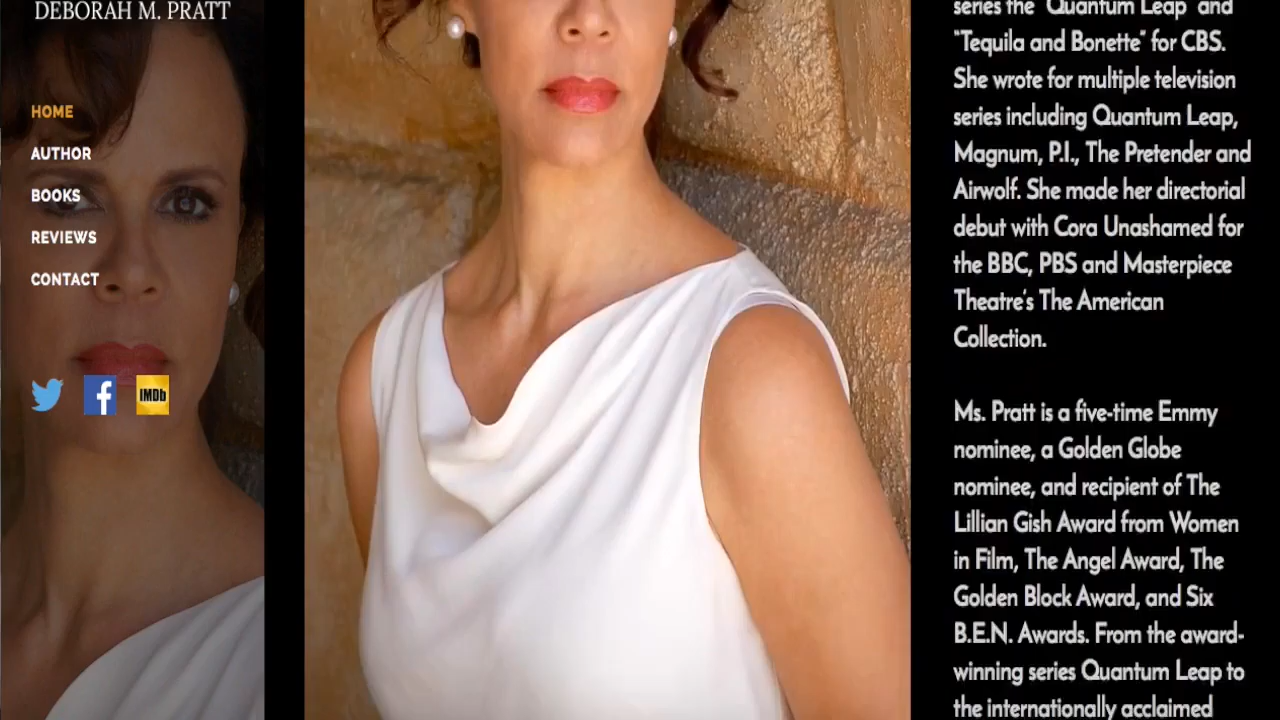 DEBORAH M. PRATT
HOME
AUTHOR
BOOKS
REVIEWS
CONTACT
IMDb
series the "Quantum Leap" and
"Tequila and Bonette" for CBS.
She wrote for multiple television
series including Quantum Leap,
Magnum, P.I., The Pretender and
Airwolf. She made her directorial
debut with Cora Unashamed for
the BBC, PBS and Masterpiece
Theatre's The American
Collection.
Ms. Pratt is a five-time Emmy
nominee, a Golden Globe
nominee, and recipient of The
Lillian Gish Award from Women
in Film, The Angel Award, The
Golden Block Award, and Six
B.E.N. Awards. From the award-
winning series Quantum Leap to
the internationally acclaimed